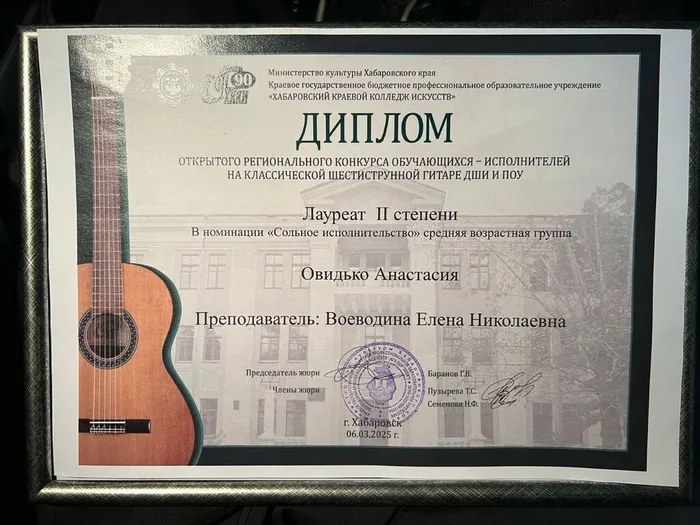 90
ХККИ
Министерство культуры Хабаровского края
Краевое государственное бюджетное профессиональное образовательное учреждение
«ХАБАРОВСКИЙ КРАЕВОЙ КОЛЛЕДЖ ИСКУССТВ»
ДИПЛОМ
ОТКРЫТОГО РЕГИОНАЛЬНОГО КОНКУРСА ОБУЧАЮЩИХСЯ – ИСПОЛНИТЕЛЕЙ
НА КЛАССИЧЕСКОЙ ШЕСТИСТРУННОЙ ГИТАРЕ ДШИ И ПОУ
Лауреат II степени
В номинации «Сольное исполнительство» средняя возрастная группа
Овидько Анастасия
Преподаватель: Воеводина Елена Николаевна
Председатель жюри Баранов Г.В.
Члены жюри Пузырева Т.С.
Семенова Н.Ф.
г. Хабаровск
06.03.2025 г.